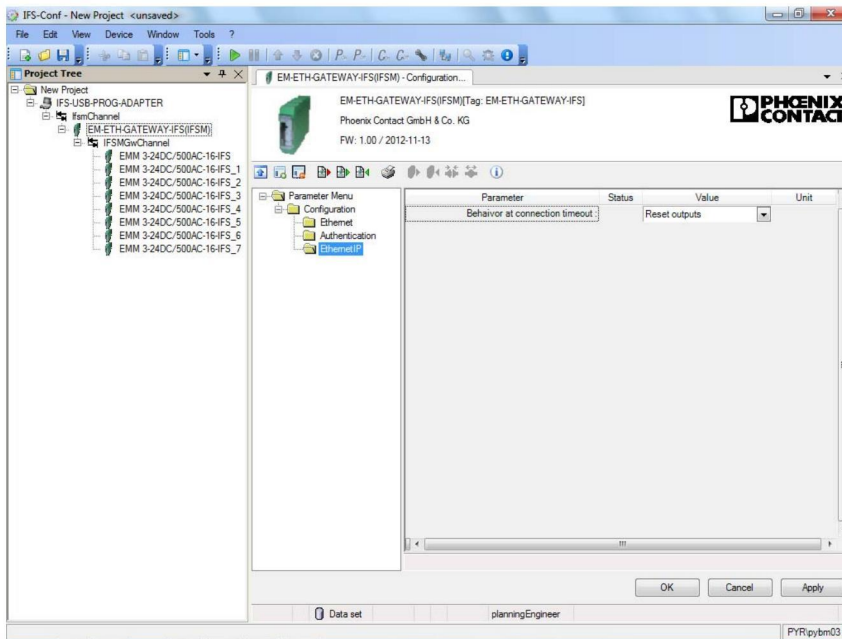 IFS-Conf - New Project <unsaved>
File Edit View Device Window Tools ?
Project Tree
New Project
IFS-USB-PROG-ADAPTER
IfsmChannel
EM-ETH-GATEWAY-IFS(IFSM)
IFSMGwChannel
EMM 3-24DC/500AC-16-IFS
EMM 3-24DC/500AC-16-IFS_1
EMM 3-24DC/500AC-16-IFS_2
EMM 3-24DC/500AC-16-IFS_3
EMM 3-24DC/500AC-16-IFS_4
EMM 3-24DC/500AC-16-IFS_5
EMM 3-24DC/500AC-16-IFS_6
EMM 3-24DC/500AC-16-IFS_7
EM-ETH-GATEWAY-IFS(IFSM) - Configuration...
EM-ETH-GATEWAY-IFS(IFSM)[Tag: EM-ETH-GATEWAY-IFS]
Phoenix Contact GmbH & Co. KG
FW: 1.00 / 2012-11-13
PHŒNIX
CONTACT
Parameter Menu
Configuration
Ethernet
Authentication
EthernetIP
Parameter Status Value Unit
Behaivor at connection timeout : Reset outputs
OK Cancel Apply
Data set planningEngineer
PYR\pybm03